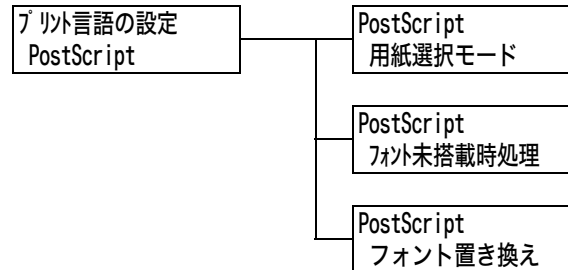 ﾌﾟﾘﾝﾄ言語の設定
PostScript
PostScript
用紙選択モード
PostScript
ﾌｫﾝﾄ未搭載時処理
PostScript
フォント置き換え